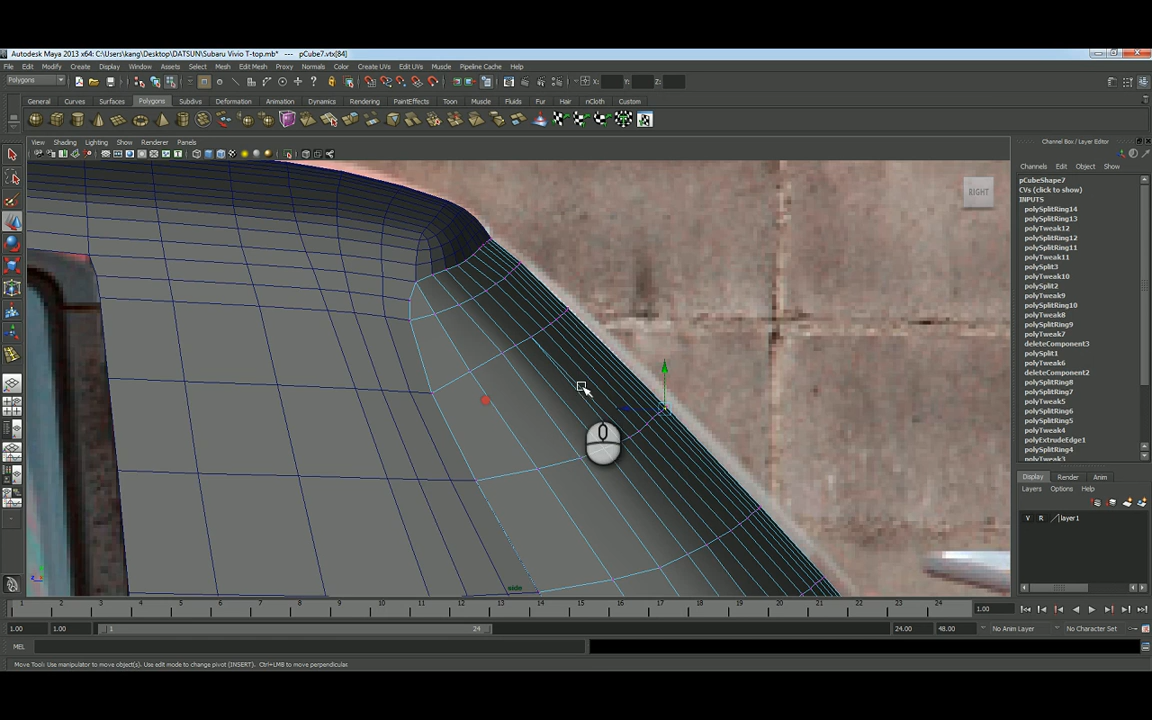 Autodesk Maya 2013 x64: C:\Users\kang\Desktop\DATSUN\Subaru Vivio T-top.mb* --- pCube7.vtx[84]
File Edit Modify Create Display Window Assets Select Mesh Edit Mesh Proxy Normals Color Create UVs Edit UVs Muscle Pipeline Cache Help
Polygons X: Y: Z:
General Curves Surfaces Polygons Subdivs Deformation Animation Dynamics Rendering PaintEffects Toon Muscle Fluids Fur Hair nCloth Custom
View Shading Lighting Show Renderer Panels
Channel Box / Layer Editor
Channels Edit Object Show
pCubeShape7
CVs (click to show)
INPUTS
polySplitRing14
polySplitRing13
polyTweak12
polySplitRing12
polySplitRing11
polyTweak11
polySplit3
polyTweak10
polySplit2
polyTweak9
polySplitRing10
polyTweak8
polySplitRing9
polyTweak7
deleteComponent3
polySplit1
polyTweak6
deleteComponent2
polySplitRing8
polySplitRing7
polyTweak5
polySplitRing6
polySplitRing5
polyTweak4
polyExtrudeEdge1
polySplitRing4
polyTweak3
RIGHT
0
side
Display Render Anim
Layers Options Help
V R layer1
1 2 3 4 5 6 7 8 9 10 11 12 13 14 15 16 17 18 19 20 21 22 23 24 1.00
1.00 1.00 1 24 24.00 48.00 No Anim Layer No Character Set
MEL
Move Tool: Use manipulator to move object(s). Use edit mode to change pivot (INSERT). Ctrl+LMB to move perpendicular.